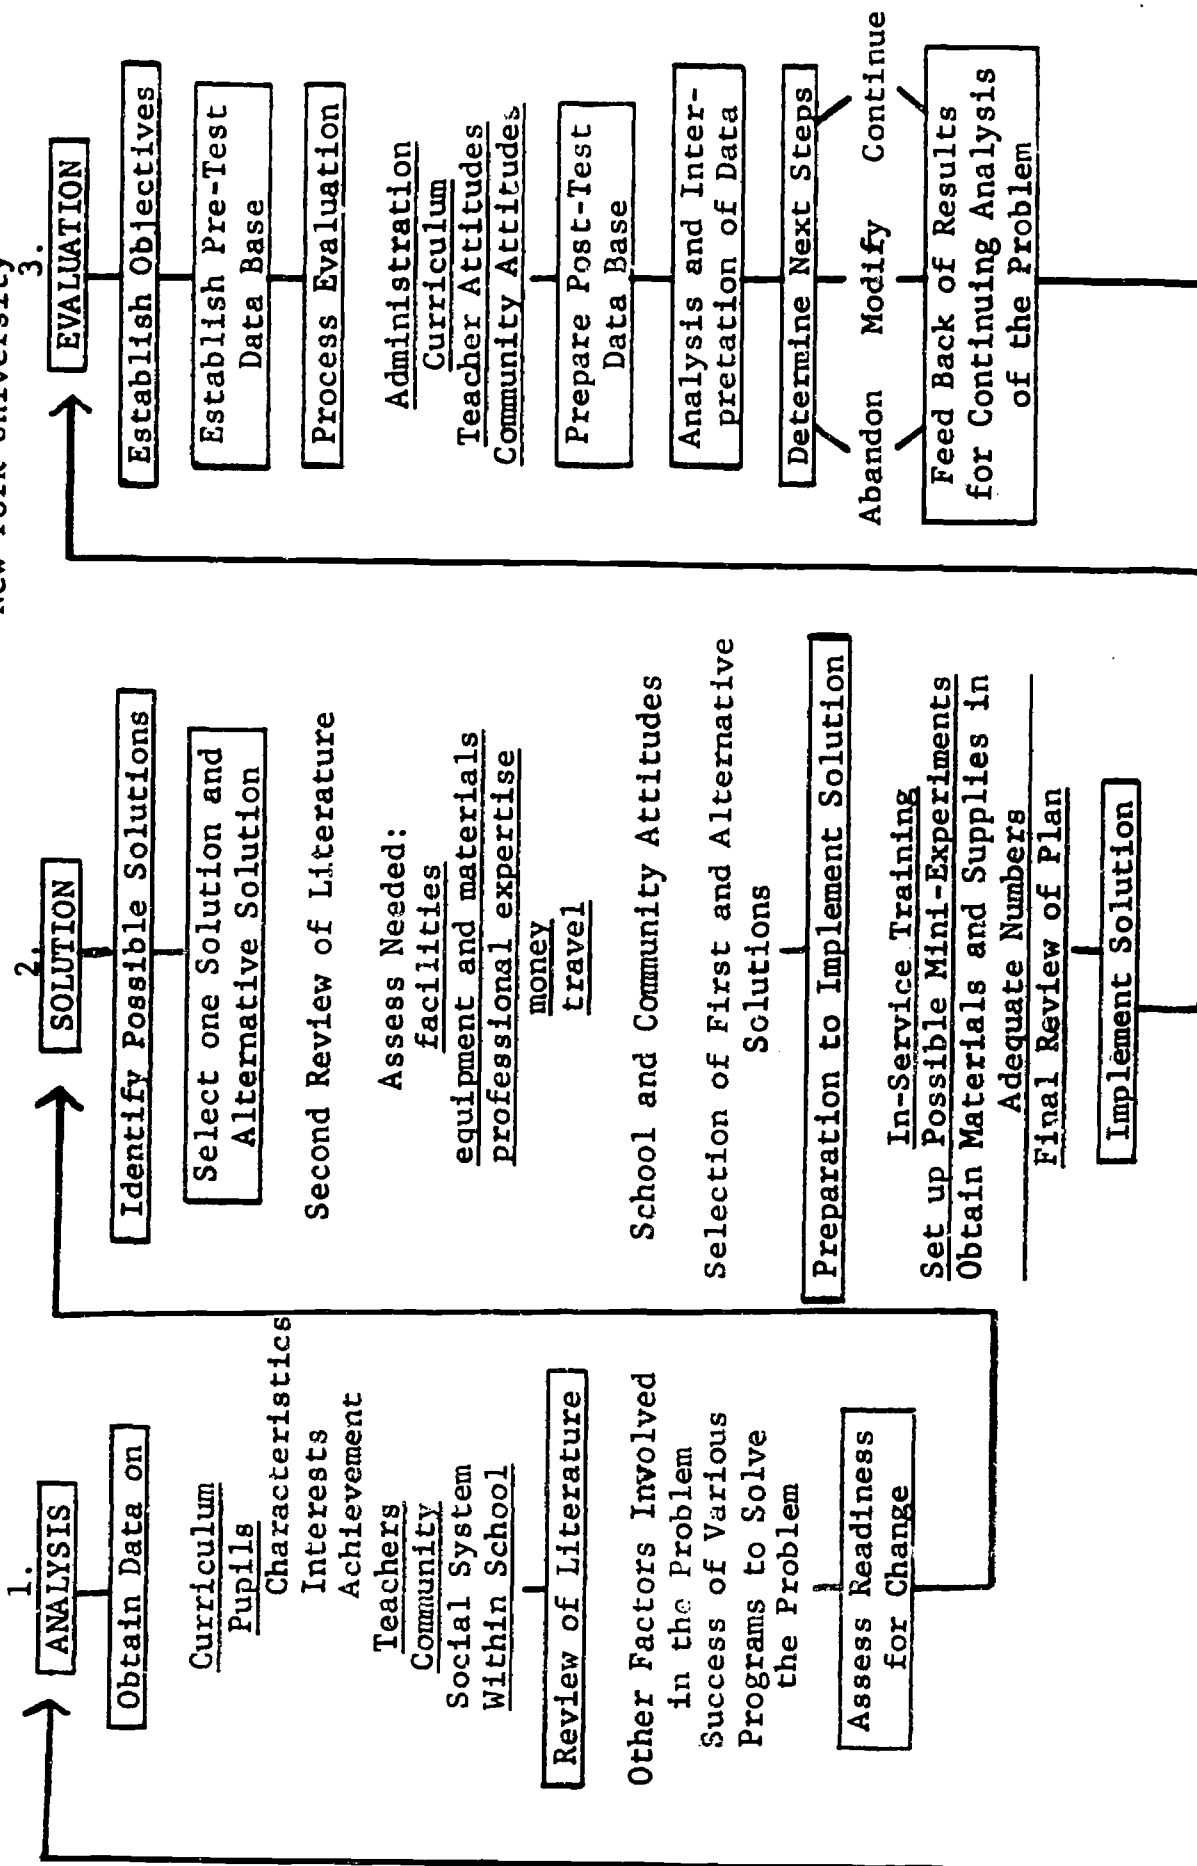 New York University
1.
ANALYSIS
Obtain Data on
Curriculum
Pupils
Characteristics
Interests
Achievement
Teachers
Community
Social System
Within School
Review of Literature
Other Factors Involved
in the Problem
Success of Various
Programs to Solve
the Problem
Assess Readiness
for Change
2.
SOLUTION
Identify Possible Solutions
Select one Solution and
Alternative Solution
Second Review of Literature
Assess Needed:
facilities
equipment and materials
professional expertise
money
travel
School and Community Attitudes
Selection of First and Alternative
Solutions
Preparation to Implement Solution
In-Service Training
Set up Possible Mini-Experiments
Obtain Materials and Supplies in
Adequate Numbers
Final Review of Plan
Implement Solution
3.
EVALUATION
Establish Objectives
Establish Pre-Test
Data Base
Process Evaluation
Administration
Curriculum
Teacher Attitudes
Community Attitudes
Prepare Post-Test
Data Base
Analysis and Inter-
pretation of Data
Determine Next Steps
Abandon Modify Continue
Feed Back of Results
for Continuing Analysis
of the Problem